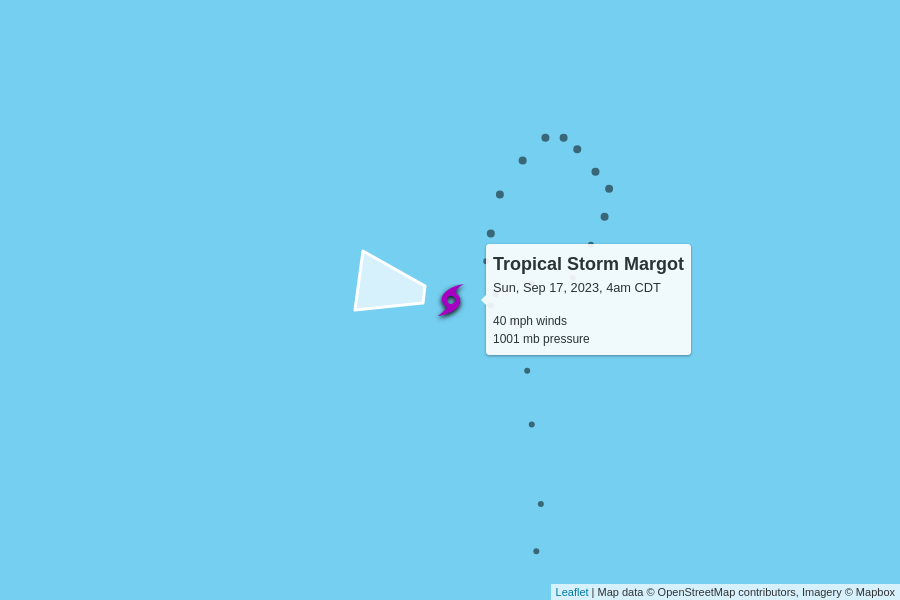 Tropical Storm Margot
Sun, Sep 17, 2023, 4am CDT
40 mph winds
1001 mb pressure
Leaflet | Map data © OpenStreetMap contributors, Imagery © Mapbox